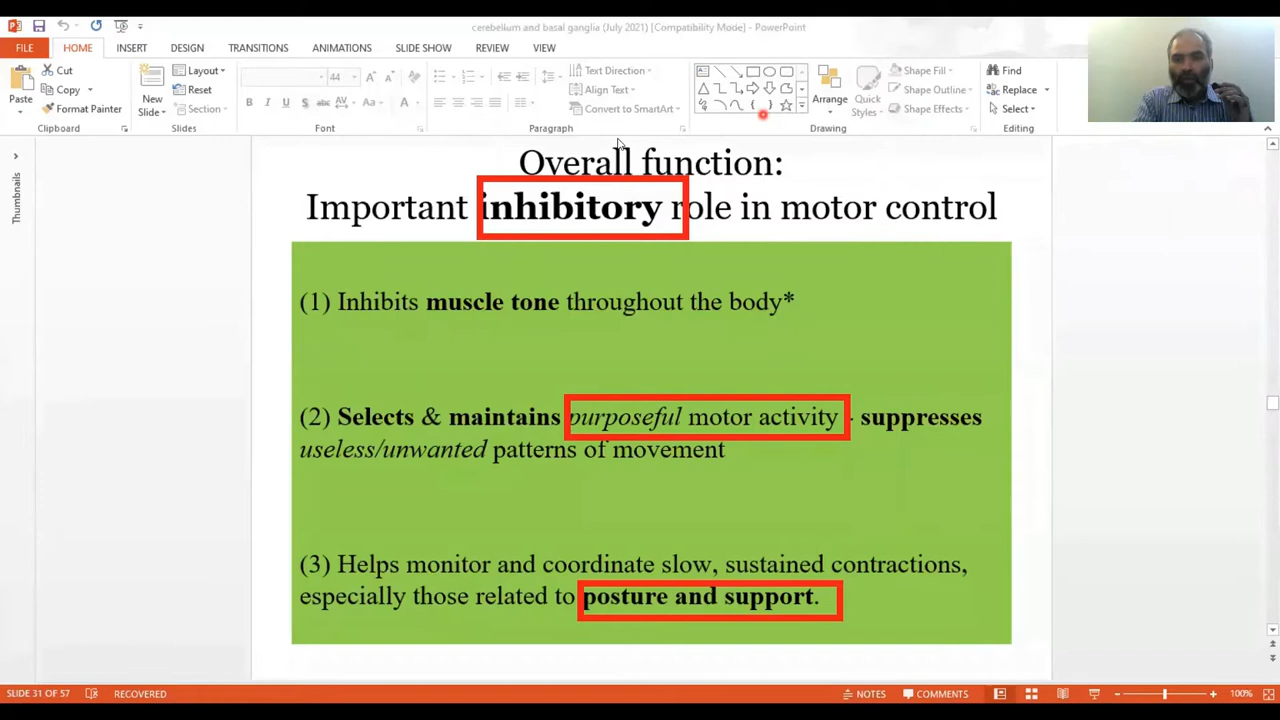 cerebellum and basal ganglia (July 2021) [Compatibility Mode] - PowerPoint
FILE HOME INSERT DESIGN TRANSITIONS ANIMATIONS SLIDE SHOW REVIEW VIEW
Paste
Cut
Copy
Format Painter
Clipboard
New
Slide
Layout
Reset
Section
Slides
44
B I U S abc AV Aa A
Font
Text Direction
Align Text
Convert to SmartArt
Paragraph
Arrange
Quick
Styles
Shape Fill
Shape Outline
Shape Effects
Drawing
Find
Replace
Select
Editing
Thumbnails
Overall function:
Important inhibitory role in motor control
(1) Inhibits muscle tone throughout the body*
(2) Selects & maintains purposeful motor activity - suppresses
useless/unwanted patterns of movement
(3) Helps monitor and coordinate slow, sustained contractions,
especially those related to posture and support.
SLIDE 31 OF 57 RECOVERED NOTES COMMENTS 100%